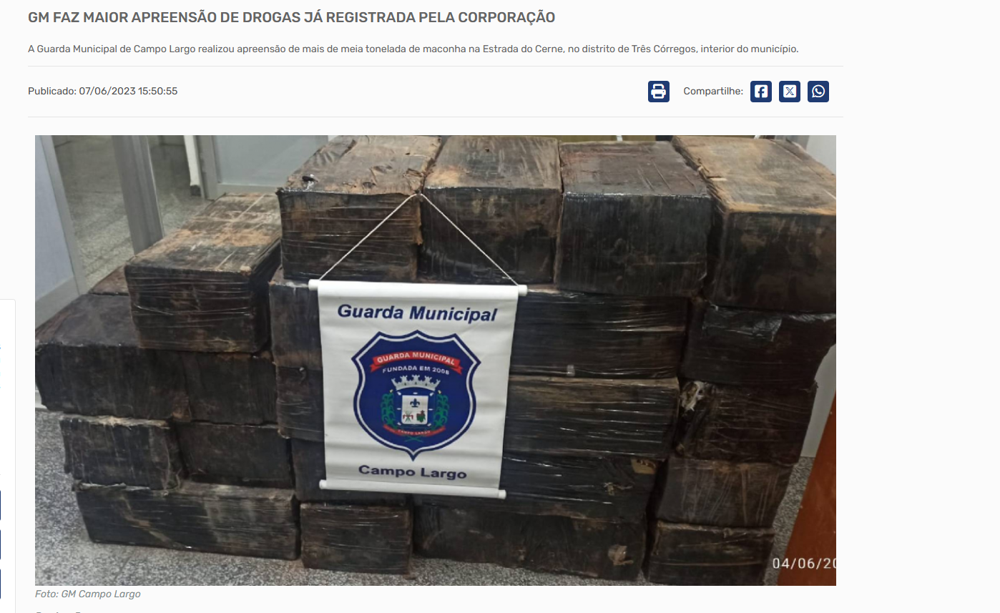 GM FAZ MAIOR APREENSÃO DE DROGAS JÁ REGISTRADA PELA CORPORAÇÃO
A Guarda Municipal de Campo Largo realizou apreensão de mais de meia tonelada de maconha na Estrada do Cerne, no distrito de Três Córregos, interior do município.
Publicado: 07/06/2023 15:50:55
Compartilhe:
Guarda Municipal
GUARDA MUNICIPAL
FUNDADA EM 2008
CAMPO LARGO
Campo Largo
04/06/20
Foto: GM Campo Largo